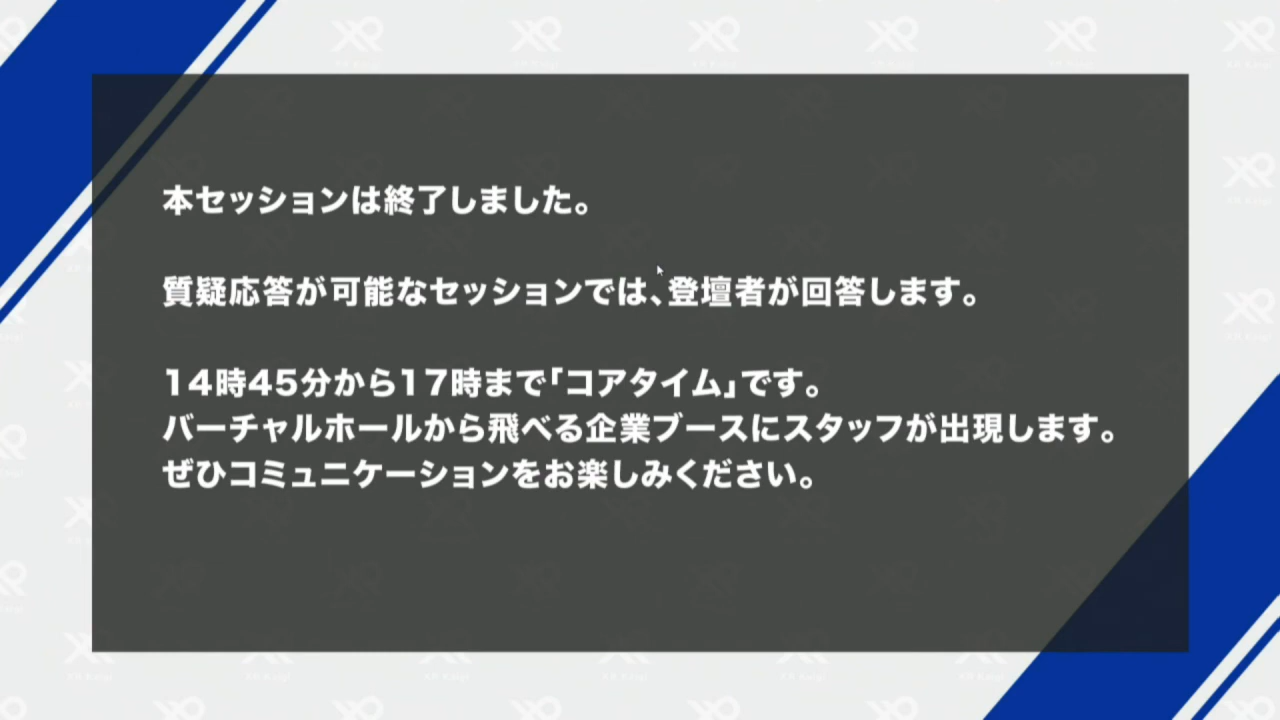 本セッションは終了しました。
質疑応答が可能なセッションでは、登壇者が回答します。
14時45分から17時まで「コアタイム」です。
バーチャルホールから飛べる企業ブースにスタッフが出現します。
ぜひコミュニケーションをお楽しみください。